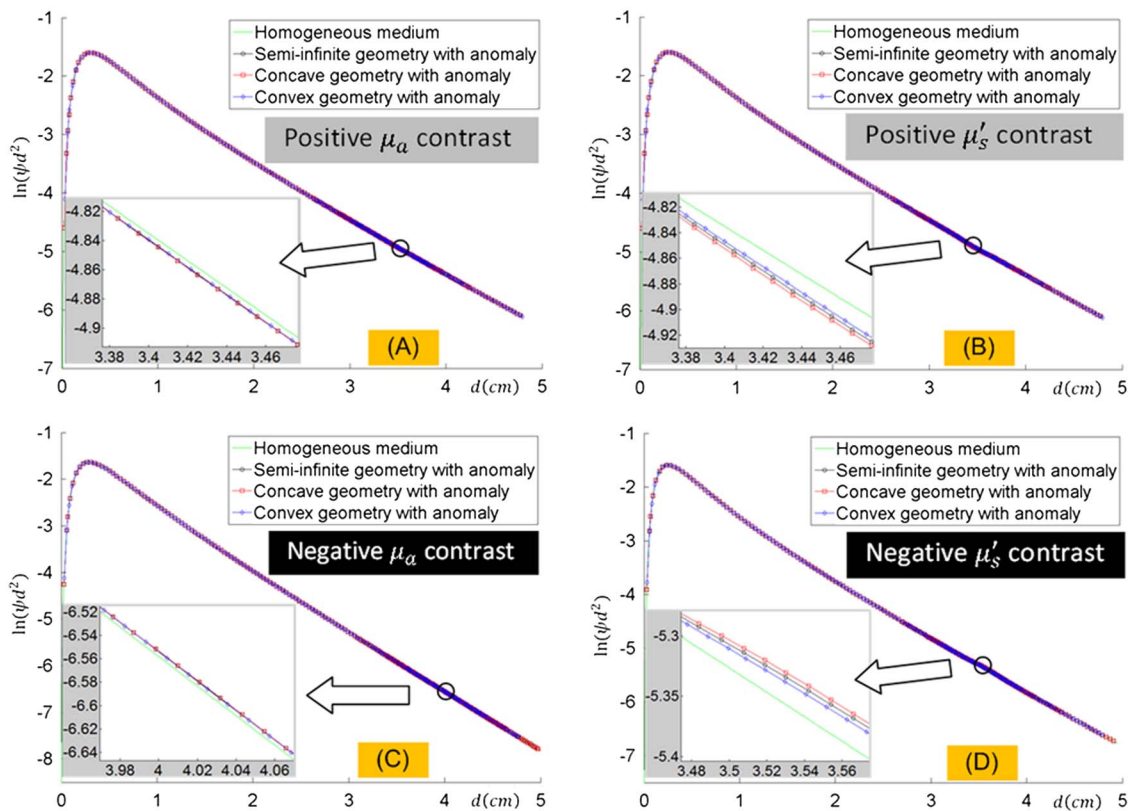 -1
-2
-3
-4
-5
-6
-7
ln(ψd²)
Homogeneous medium
Semi-infinite geometry with anomaly
Concave geometry with anomaly
Convex geometry with anomaly
Positive μₐ contrast
-4.82
-4.84
-4.86
-4.88
-4.9
3.38 3.4 3.42 3.44 3.46
(A)
0 1 2 3 4 5
d(cm)
-1
-2
-3
-4
-5
-6
-7
ln(ψd²)
Homogeneous medium
Semi-infinite geometry with anomaly
Concave geometry with anomaly
Convex geometry with anomaly
Positive μ′ₛ contrast
-4.82
-4.84
-4.86
-4.88
-4.9
-4.92
3.38 3.4 3.42 3.44 3.46
(B)
0 1 2 3 4 5
d(cm)
-1
-2
-3
-4
-5
-6
-7
-8
ln(ψd²)
Homogeneous medium
Semi-infinite geometry with anomaly
Concave geometry with anomaly
Convex geometry with anomaly
Negative μₐ contrast
-6.52
-6.54
-6.56
-6.58
-6.6
-6.62
-6.64
3.98 4 4.02 4.04 4.06
(C)
0 1 2 3 4 5
d(cm)
-1
-2
-3
-4
-5
-6
-7
ln(ψd²)
Homogeneous medium
Semi-infinite geometry with anomaly
Concave geometry with anomaly
Convex geometry with anomaly
Negative μ′ₛ contrast
-5.3
-5.35
-5.4
3.48 3.5 3.52 3.54 3.56
(D)
0 1 2 3 4 5
d(cm)